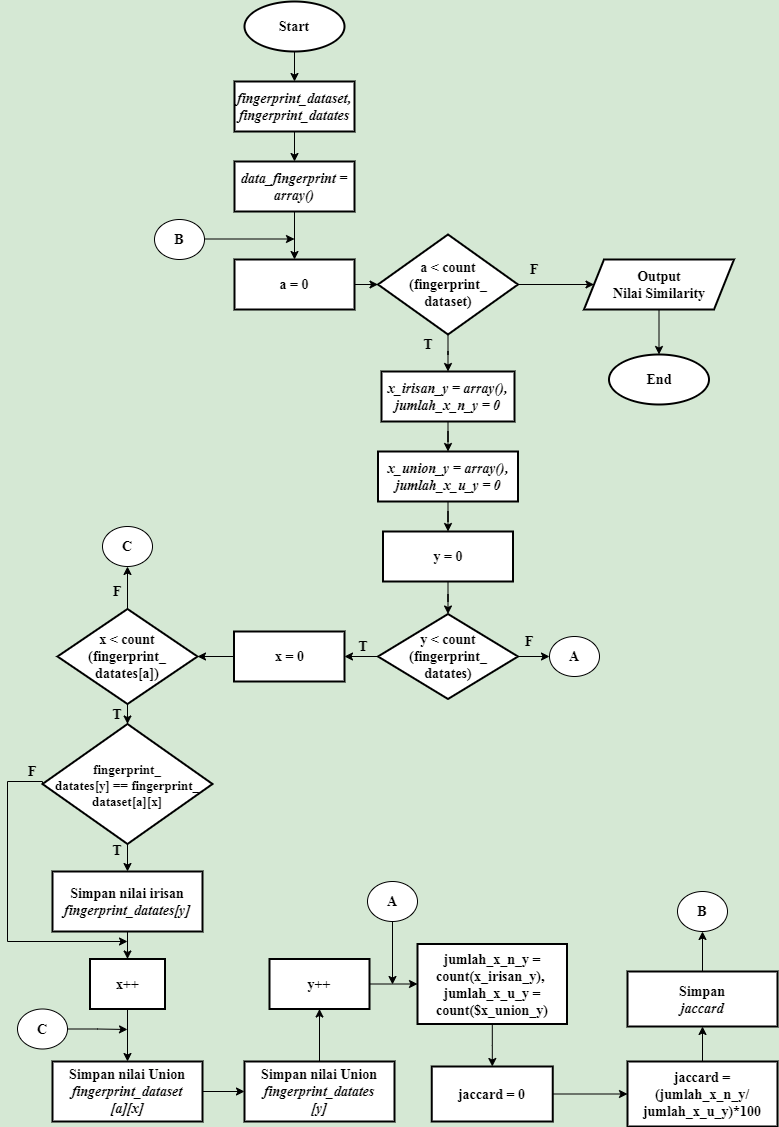 Start
fingerprint_dataset,
fingerprint_datates
data_fingerprint =
array()
B
a = 0
a < count
(fingerprint_
dataset)
F
Output
Nilai Similarity
End
T
x_irisan_y = array(),
jumlah_x_n_y = 0
x_union_y = array(),
jumlah_x_u_y = 0
y = 0
y < count
(fingerprint_
datates)
F
A
T
x = 0
x < count
(fingerprint_
datates[a])
F
C
T
fingerprint_
datates[y] == fingerprint_
dataset[a][x]
F
T
Simpan nilai irisan
fingerprint_datates[y]
x++
C
Simpan nilai Union
fingerprint_dataset
[a][x]
Simpan nilai Union
fingerprint_datates
[y]
y++
A
jumlah_x_n_y =
count(x_irisan_y),
jumlah_x_u_y =
count($x_union_y)
jaccard = 0
jaccard =
(jumlah_x_n_y/
jumlah_x_u_y)*100
Simpan
jaccard
B